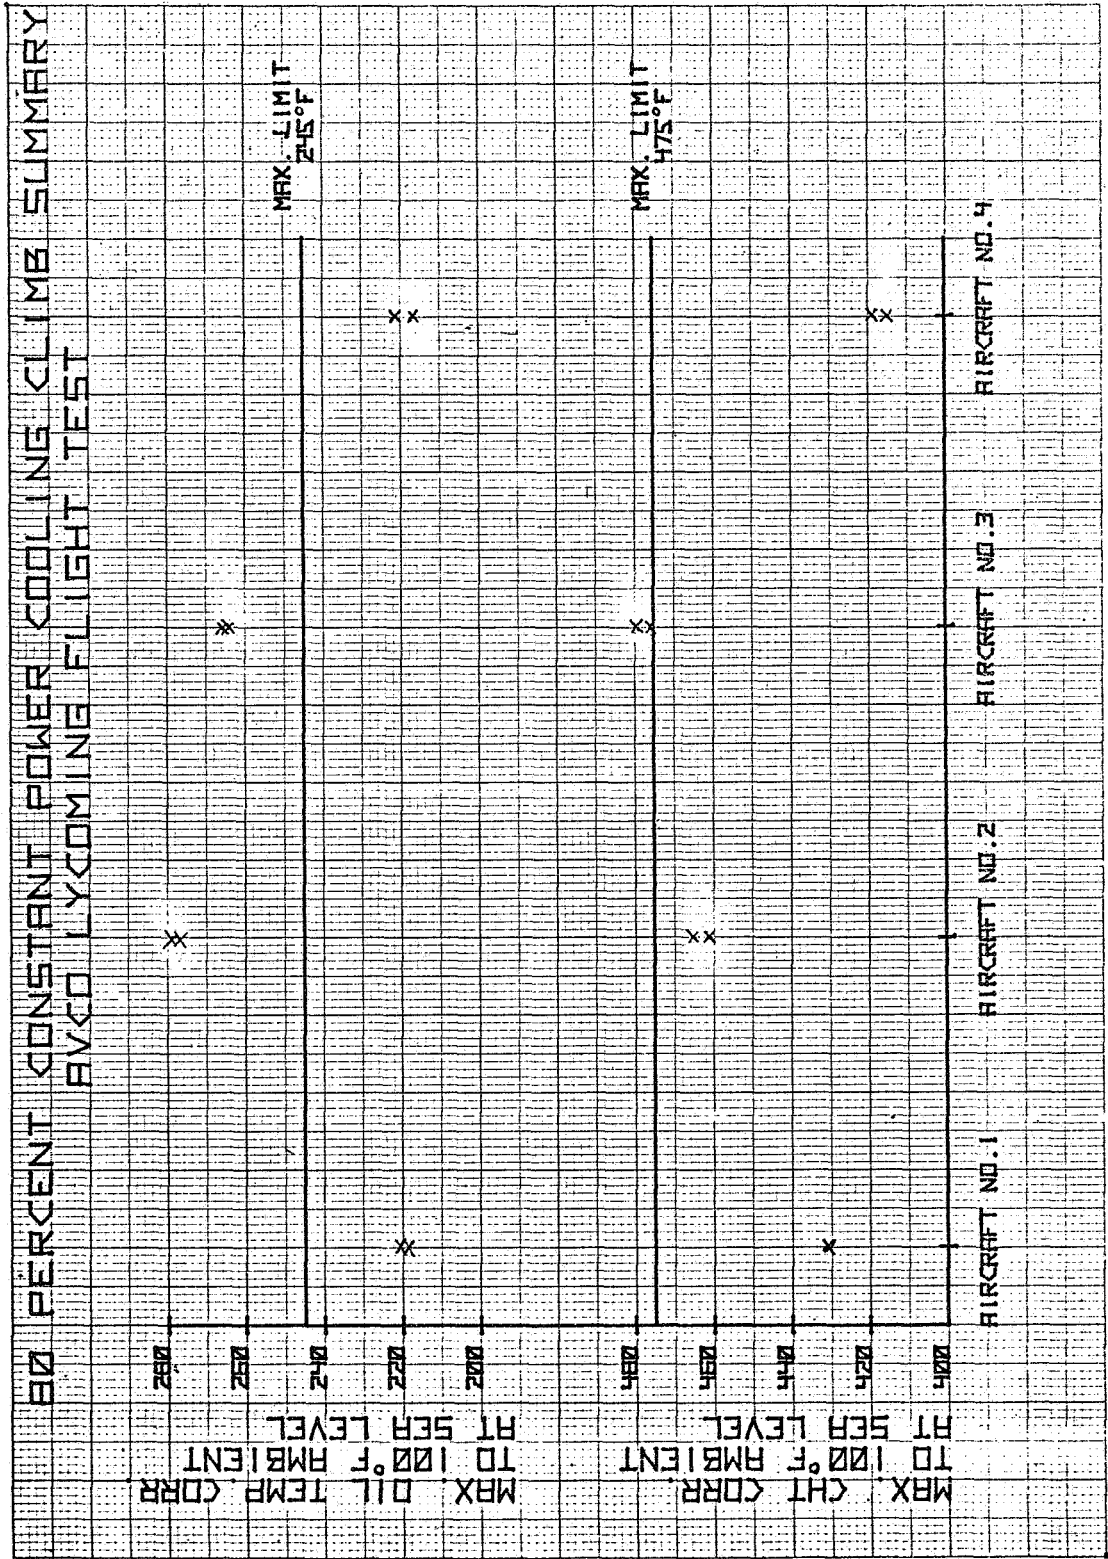 80 PERCENT CONSTANT POWER COOLING CLIMB SUMMARY
AVCO LYCOMING FLIGHT TEST
MAX. OIL TEMP CORR.
TO 100°F AMBIENT
AT SEA LEVEL
280
260
240
220
200
MAX. LIMIT
245°F
MAX. CHT CORR.
TO 100°F AMBIENT
AT SEA LEVEL
480
460
440
420
400
MAX. LIMIT
475°F
AIRCRAFT NO.1
AIRCRAFT NO.2
AIRCRAFT NO.3
AIRCRAFT NO.4